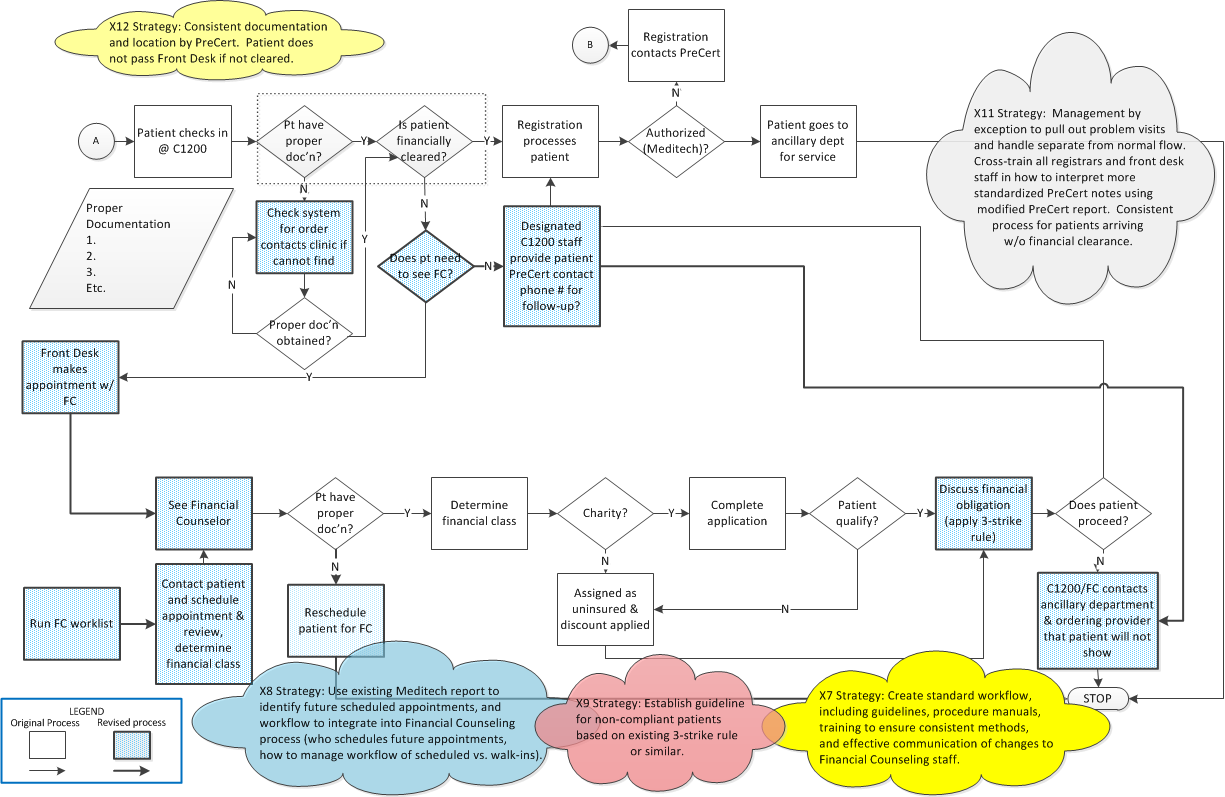 X12 Strategy: Consistent documentation
and location by PreCert. Patient does
not pass Front Desk if not cleared.
B
Registration
contacts PreCert
N
A
Patient checks in
@ C1200
Pt have
proper
doc'n?
Y
Is patient
financially
cleared?
Y
Registration
processes
patient
Authorized
(Meditech)?
Patient goes to
ancillary dept
for service
X11 Strategy: Management by
exception to pull out problem visits
and handle separate from normal flow.
Cross-train all registrars and front desk
staff in how to interpret more
standardized PreCert notes using
modified PreCert report. Consistent
process for patients arriving
w/o financial clearance.
N
N
Proper
Documentation
1.
2.
3.
Etc.
Check system
for order
contacts clinic if
cannot find
Y
N
Does pt need
to see FC?
N
Designated
C1200 staff
provide patient
PreCert contact
phone # for
follow-up?
Proper doc'n
obtained?
Y
Front Desk
makes
appointment w/
FC
See Financial
Counselor
Pt have
proper
doc'n?
Y
Determine
financial class
Charity?
Y
Complete
application
Patient
qualify?
Y
Discuss financial
obligation
(apply 3-strike
rule)
Does patient
proceed?
N
N
N
Run FC worklist
Contact patient
and schedule
appointment &
review,
determine
financial class
Reschedule
patient for FC
Assigned as
uninsured &
discount applied
N
C1200/FC contacts
ancillary department
& ordering provider
that patient will not
show
STOP
LEGEND
Original Process
Revised process
X8 Strategy: Use existing Meditech report to
identify future scheduled appointments, and
workflow to integrate into Financial Counseling
process (who schedules future appointments,
how to manage workflow of scheduled vs. walk-ins).
X9 Strategy: Establish guideline
for non-compliant patients
based on existing 3-strike rule
or similar.
X7 Strategy: Create standard workflow,
including guidelines, procedure manuals,
training to ensure consistent methods,
and effective communication of changes to
Financial Counseling staff.